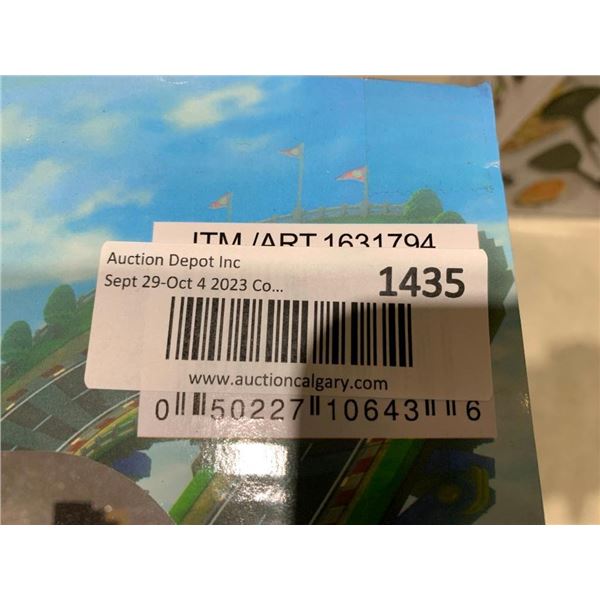 ITM./ART.1631794
Auction Depot Inc
Sept 29-Oct 4 2023 Co...
1435
www.auctioncalgary.com
0 50227 10643 6